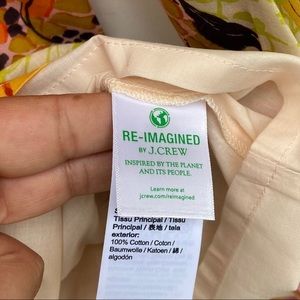 RE-IMAGINED
BY J.CREW
INSPIRED BY THE PLANET
AND ITS PEOPLE.
Learn more at
jcrew.com/reimagined
Tissu Principal / Tissu
Principal / 表地 / tela
exterior:
100% Cotton / Coton /
Baumwolle / Katoen / 綿 /
algodón